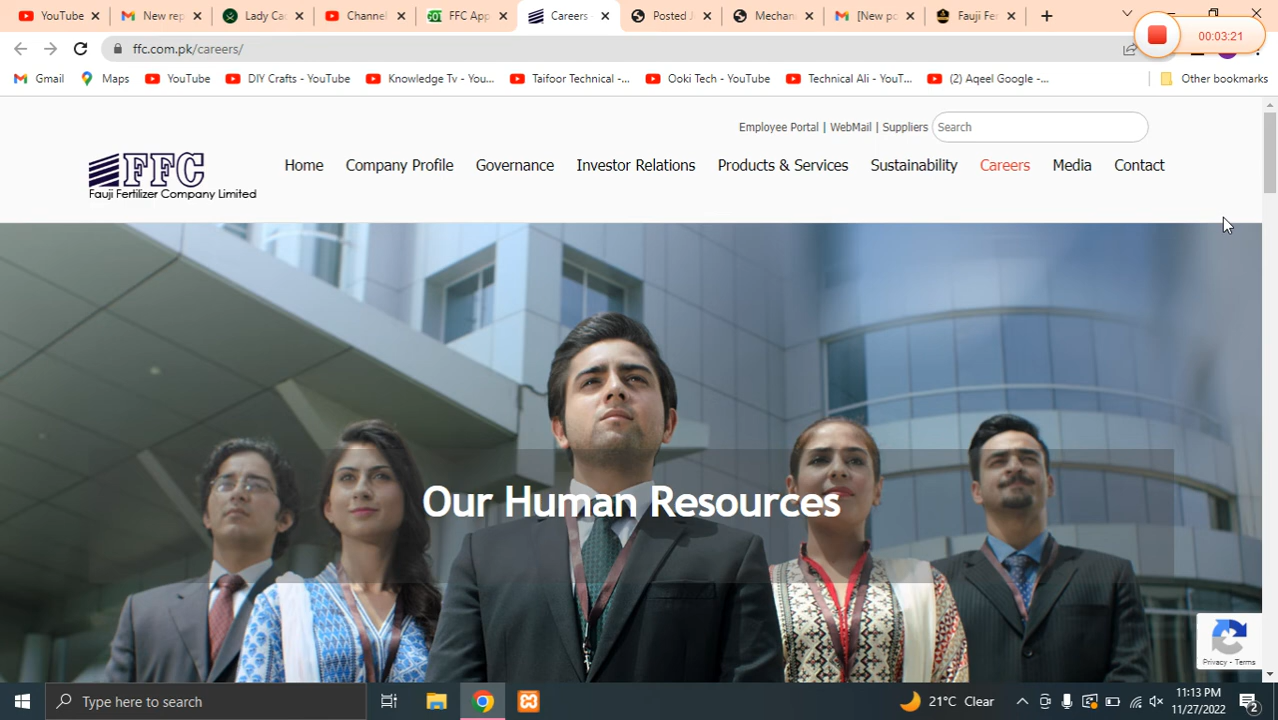 YouTube
New rep
Lady Ca
Channel
FFC App
Careers -
Posted J
Mechan
[New po
Fauji Fer
00:03:21
ffc.com.pk/careers/
Gmail
Maps
YouTube
DIY Crafts - YouTube
Knowledge Tv - You...
Taifoor Technical -...
Ooki Tech - YouTube
Technical Ali - YouT...
(2) Aqeel Google -...
Other bookmarks
Employee Portal | WebMail | Suppliers
Search
FFC
Fauji Fertilizer Company Limited
Home
Company Profile
Governance
Investor Relations
Products & Services
Sustainability
Careers
Media
Contact
Our Human Resources
Privacy - Terms
Type here to search
21°C Clear
11:13 PM
11/27/2022
2